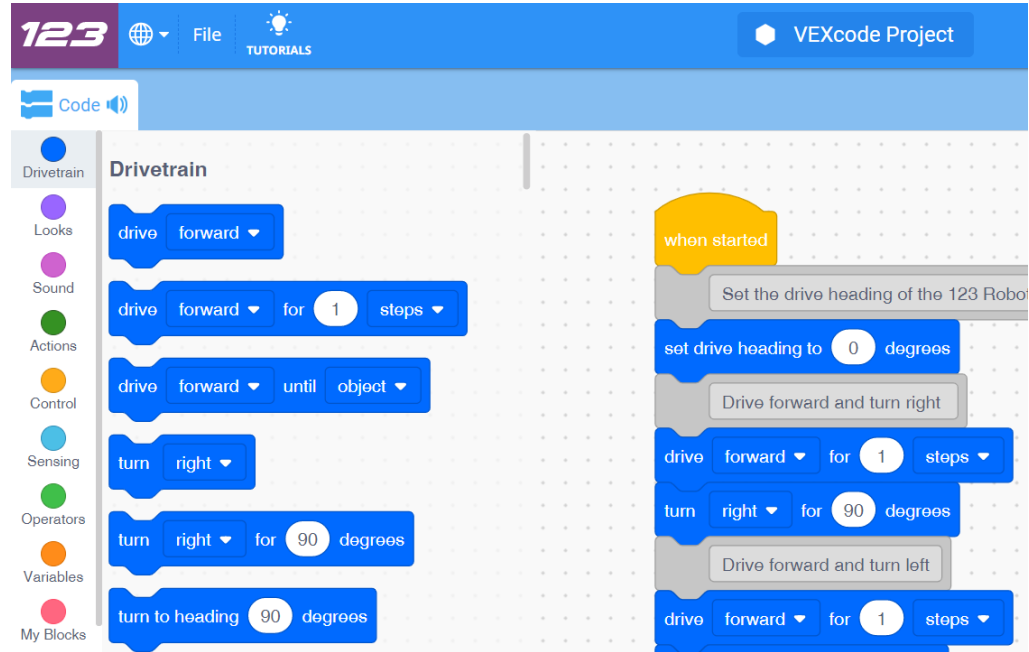 123 File TUTORIALS VEXcode Project
Code
Drivetrain
Looks
Sound
Actions
Control
Sensing
Operators
Variables
My Blocks
Drivetrain
drive forward
drive forward for 1 steps
drive forward until object
turn right
turn right for 90 degrees
turn to heading 90 degrees
when started
Set the drive heading of the 123 Robot
set drive heading to 0 degrees
Drive forward and turn right
drive forward for 1 steps
turn right for 90 degrees
Drive forward and turn left
drive forward for 1 steps